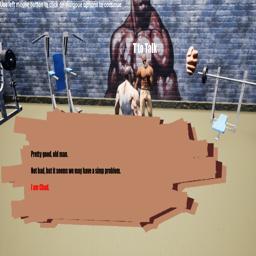 Use left mouse button to click on dialogue options to continue
T to Talk
Pretty good, old man.
Not bad, but it seems we may have a simp problem.
I am Chad.